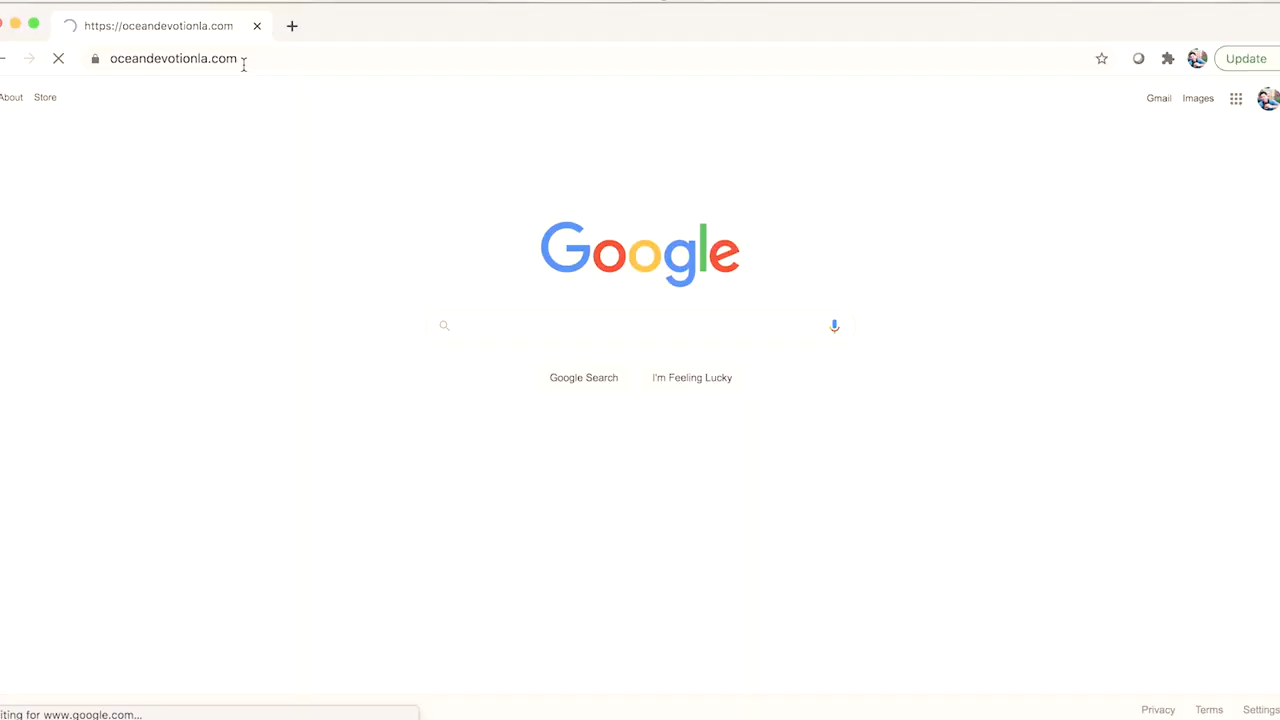 https://oceandevotionla.com
oceandevotionla.com
Update
About Store
Gmail Images
Google
Google Search I'm Feeling Lucky
iting for www.google.com...
Privacy Terms Settings